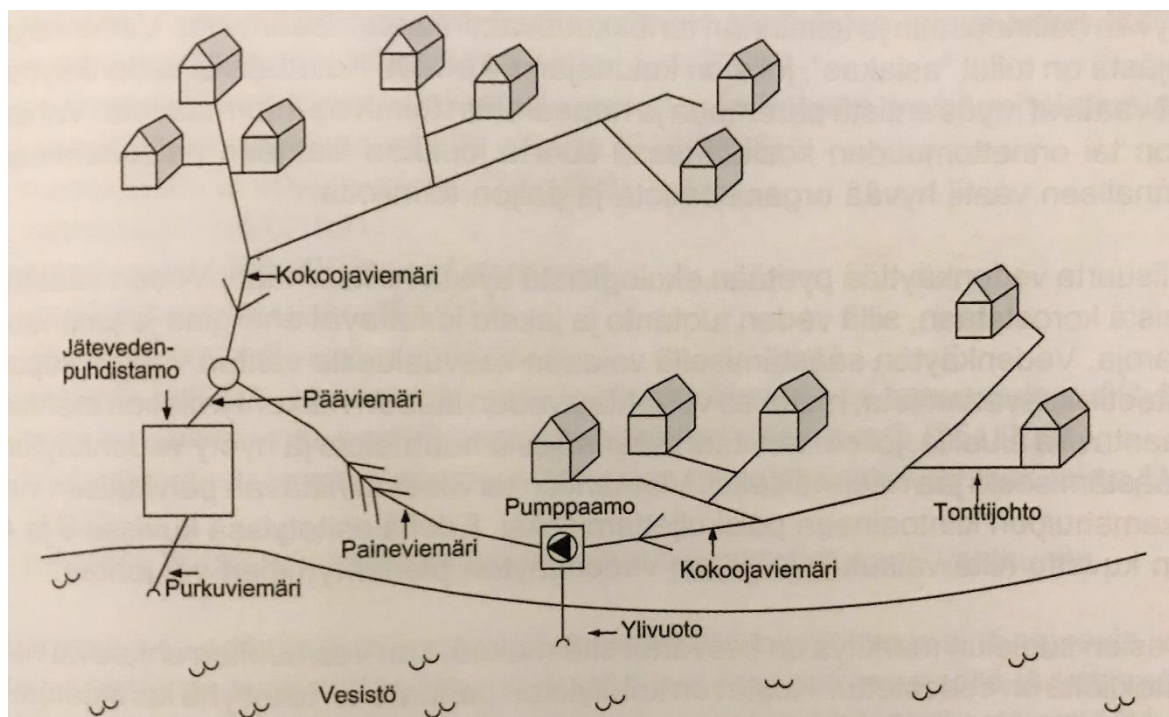 Kokoojaviemäri
Jäteveden-
puhdistamo
Pääviemäri
Pumppaamo
Tonttijohto
Paineviemäri
Kokoojaviemäri
Purkuviemäri
Ylivuoto
Vesistö